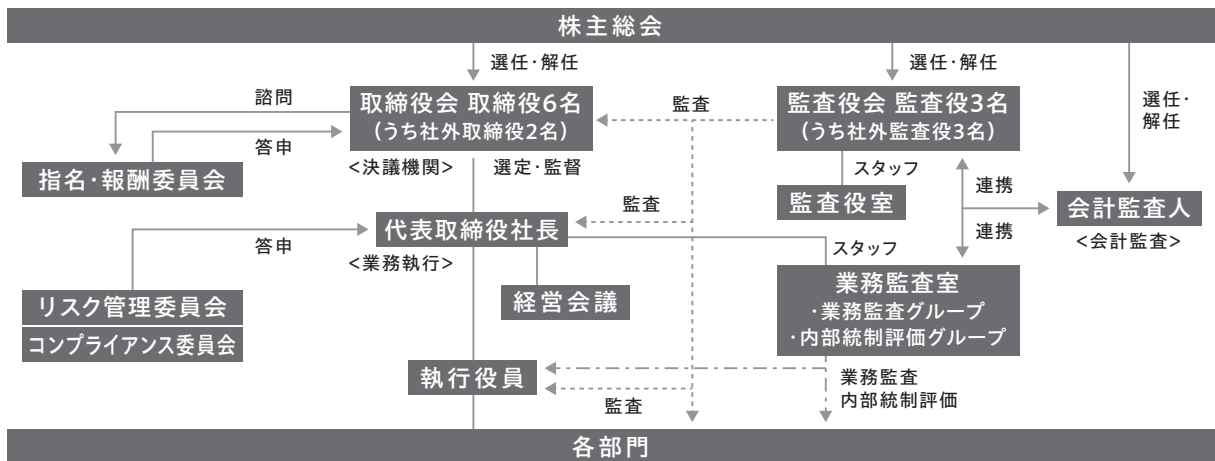 株主総会
選任・解任
選任・解任
選任・
解任
諮問
取締役会 取締役6名
(うち社外取締役2名)
監査
監査役会 監査役3名
(うち社外監査役3名)
答申
<決議機関>
選定・監督
スタッフ
指名・報酬委員会
監査役室
連携
会計監査人
<会計監査>
連携
監査
代表取締役社長
答申
<業務執行>
スタッフ
リスク管理委員会
コンプライアンス委員会
経営会議
業務監査室
・業務監査グループ
・内部統制評価グループ
執行役員
監査
業務監査
内部統制評価
各部門